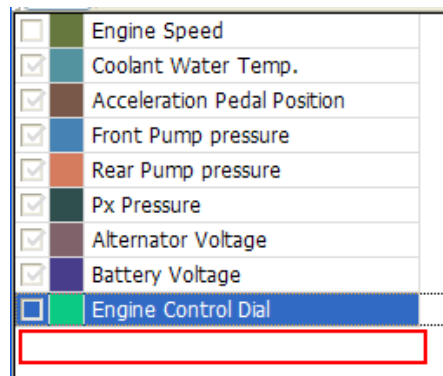 Engine Speed
Coolant Water Temp.
Acceleration Pedal Position
Front Pump pressure
Rear Pump pressure
Px Pressure
Alternator Voltage
Battery Voltage
Engine Control Dial